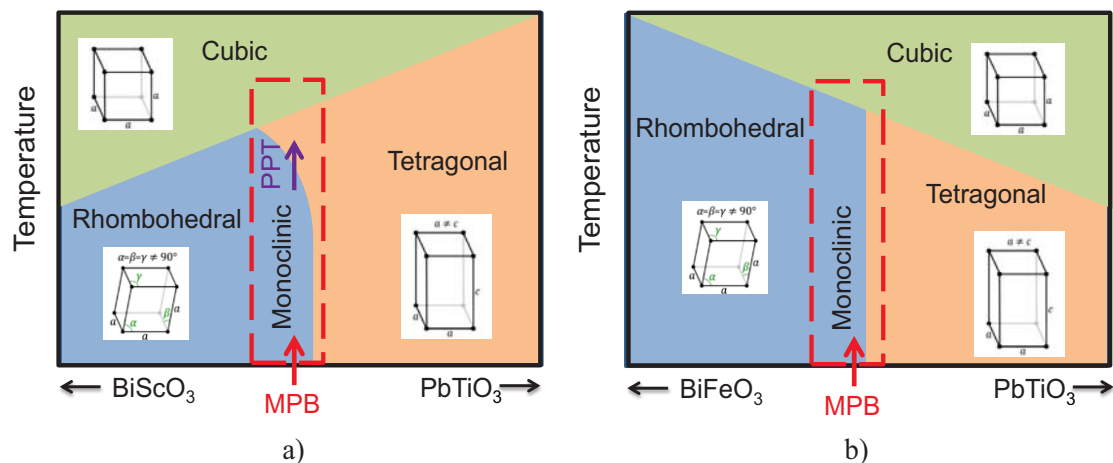 Temperature
Cubic
a
a
a
PPT
Tetragonal
Rhombohedral
Monoclinic
α=β=γ ≠ 90°
γ
α
β
a
a
a
a ≠ c
c
a
a
BiScO₃
MPB
PbTiO₃
a)
Temperature
Cubic
a
a
a
Rhombohedral
Tetragonal
Monoclinic
α=β=γ ≠ 90°
γ
α
β
a
a
a
a ≠ c
c
a
a
BiFeO₃
MPB
PbTiO₃
b)